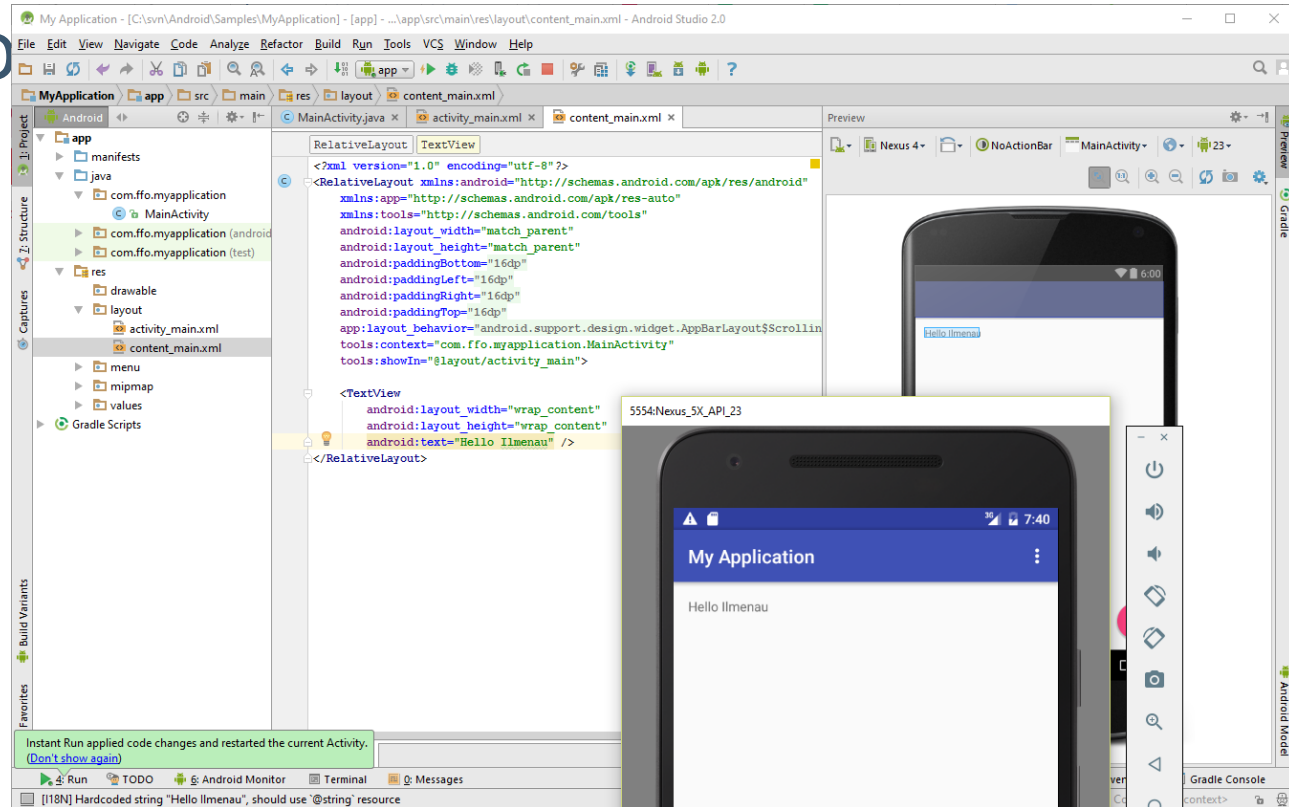 My Application - [C:\svn\Android\Samples\MyApplication] - [app] - ...\app\src\main\res\layout\content_main.xml - Android Studio 2.0
File Edit View Navigate Code Analyze Refactor Build Run Tools VCS Window Help
app
MyApplication app src main res layout content_main.xml
Android
MainActivity.java activity_main.xml content_main.xml
Preview
1: Project
7: Structure
Captures
Build Variants
Favorites
app
manifests
java
com.ffo.myapplication
MainActivity
com.ffo.myapplication (android
com.ffo.myapplication (test)
res
drawable
layout
activity_main.xml
content_main.xml
menu
mipmap
values
Gradle Scripts
RelativeLayout TextView
<?xml version="1.0" encoding="utf-8"?>
<RelativeLayout xmlns:android="http://schemas.android.com/apk/res/android"
xmlns:app="http://schemas.android.com/apk/res-auto"
xmlns:tools="http://schemas.android.com/tools"
android:layout_width="match_parent"
android:layout_height="match_parent"
android:paddingBottom="16dp"
android:paddingLeft="16dp"
android:paddingRight="16dp"
android:paddingTop="16dp"
app:layout_behavior="android.support.design.widget.AppBarLayout$Scrollin
tools:context="com.ffo.myapplication.MainActivity"
tools:showIn="@layout/activity_main">
<TextView
android:layout_width="wrap_content"
android:layout_height="wrap_content"
android:text="Hello Ilmenau" />
</RelativeLayout>
Nexus 4 NoActionBar MainActivity 23
6:00
Hello Ilmenau
Preview
Gradle
Android Model
5554:Nexus_5X_API_23
3G 7:40
My Application
Hello Ilmenau
Instant Run applied code changes and restarted the current Activity.
(Don't show again)
4: Run TODO 6: Android Monitor Terminal 0: Messages
Gradle Console
[I18N] Hardcoded string "Hello Ilmenau", should use `@string` resource
context>